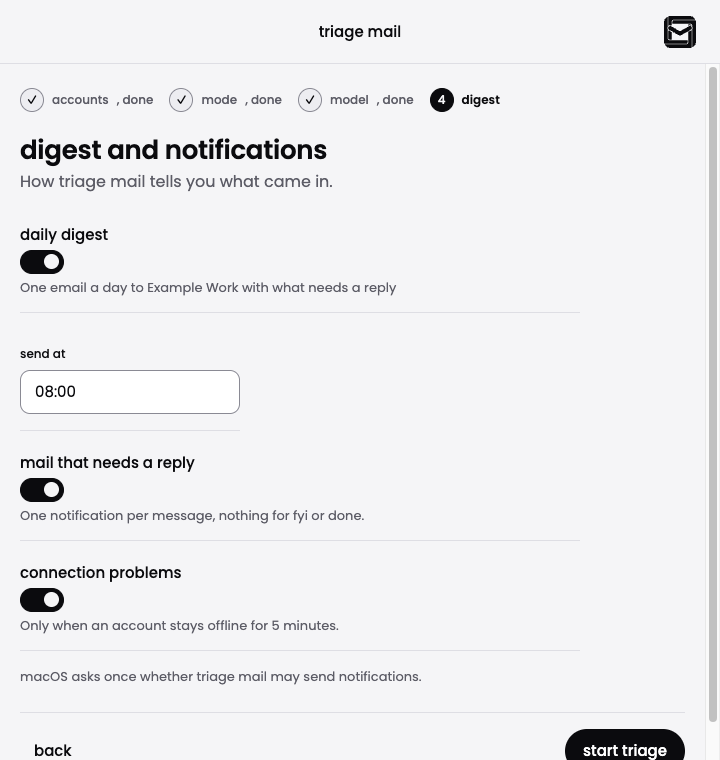 triage mail
accounts , done mode , done model , done 4 digest
digest and notifications
How triage mail tells you what came in.
daily digest
One email a day to Example Work with what needs a reply
send at
08:00
mail that needs a reply
One notification per message, nothing for fyi or done.
connection problems
Only when an account stays offline for 5 minutes.
macOS asks once whether triage mail may send notifications.
back start triage